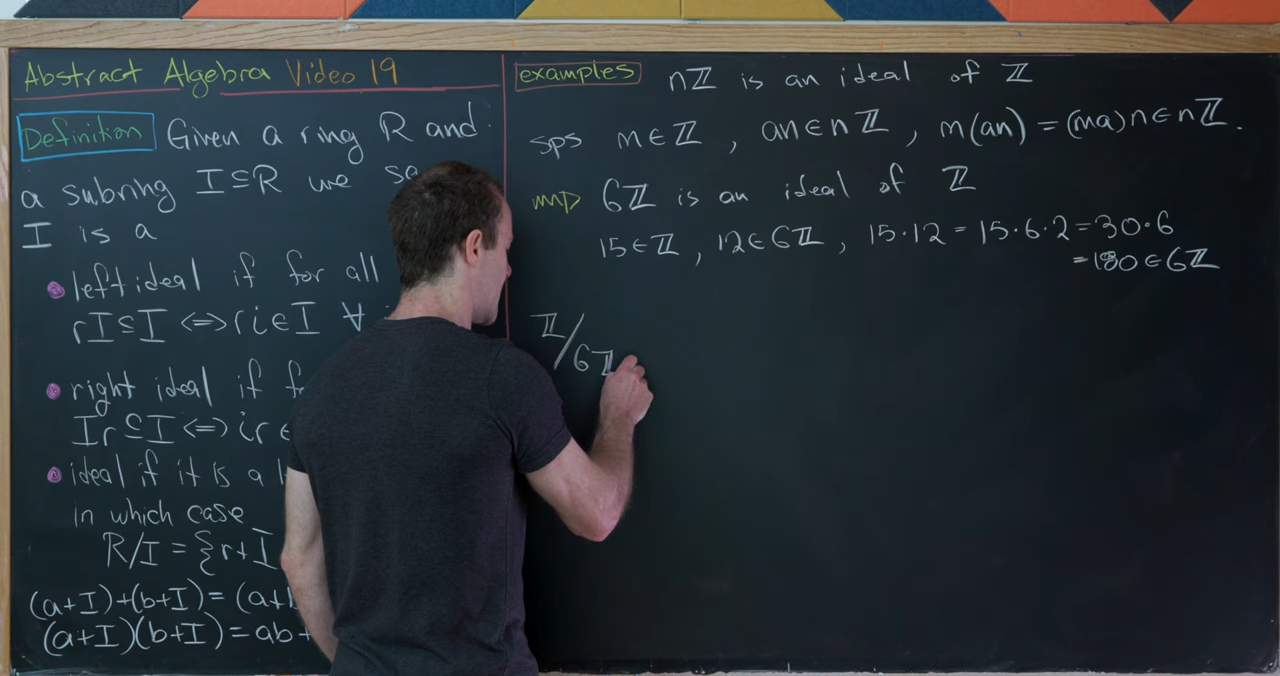 Abstract Algebra Video 19
Definition Given a ring R and
a subring I⊆R we
I is a
• left ideal if for all
rI⊆I ⟺ ri∈I ∀
• right ideal if
Ir⊆I ⟺ ir∈
• ideal if it is a
in which case
R/I = {r+I
(a+I)+(b+I)=(a+
(a+I)(b+I)=ab+
examples nℤ is an ideal of ℤ
sps m∈ℤ, an∈nℤ, m(an)=(ma)n∈nℤ.
⇝ 6ℤ is an ideal of ℤ
15∈ℤ, 12∈6ℤ, 15·12=15·6·2=30·6
=180∈6ℤ
ℤ/6ℤ